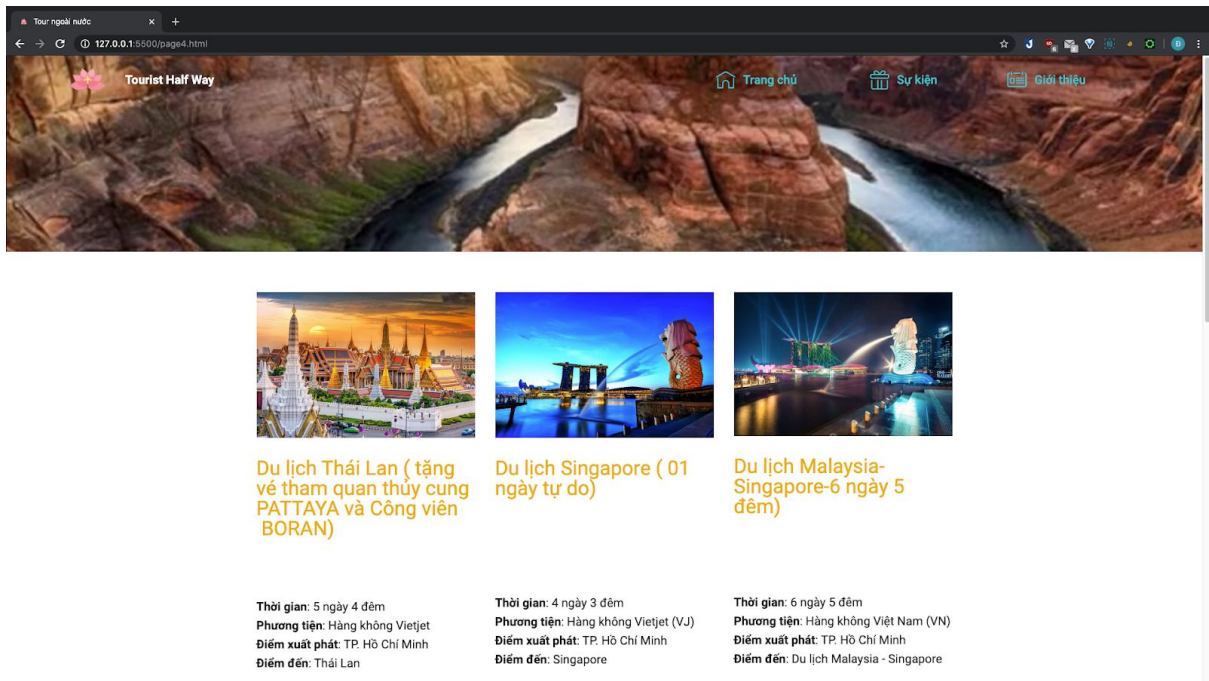 Tour ngoài nước
127.0.0.1:5500/page4.html
Tourist Half Way
Trang chủ
Sự kiện
Giới thiệu
Du lịch Thái Lan ( tặng
vé tham quan thủy cung
PATTAYA và Công viên
BORAN)
Thời gian: 5 ngày 4 đêm
Phương tiện: Hàng không Vietjet
Điểm xuất phát: TP. Hồ Chí Minh
Điểm đến: Thái Lan
Du lịch Singapore ( 01
ngày tự do)
Thời gian: 4 ngày 3 đêm
Phương tiện: Hàng không Vietjet (VJ)
Điểm xuất phát: TP. Hồ Chí Minh
Điểm đến: Singapore
Du lịch Malaysia-
Singapore-6 ngày 5
đêm)
Thời gian: 6 ngày 5 đêm
Phương tiện: Hàng không Việt Nam (VN)
Điểm xuất phát: TP. Hồ Chí Minh
Điểm đến: Du lịch Malaysia - Singapore